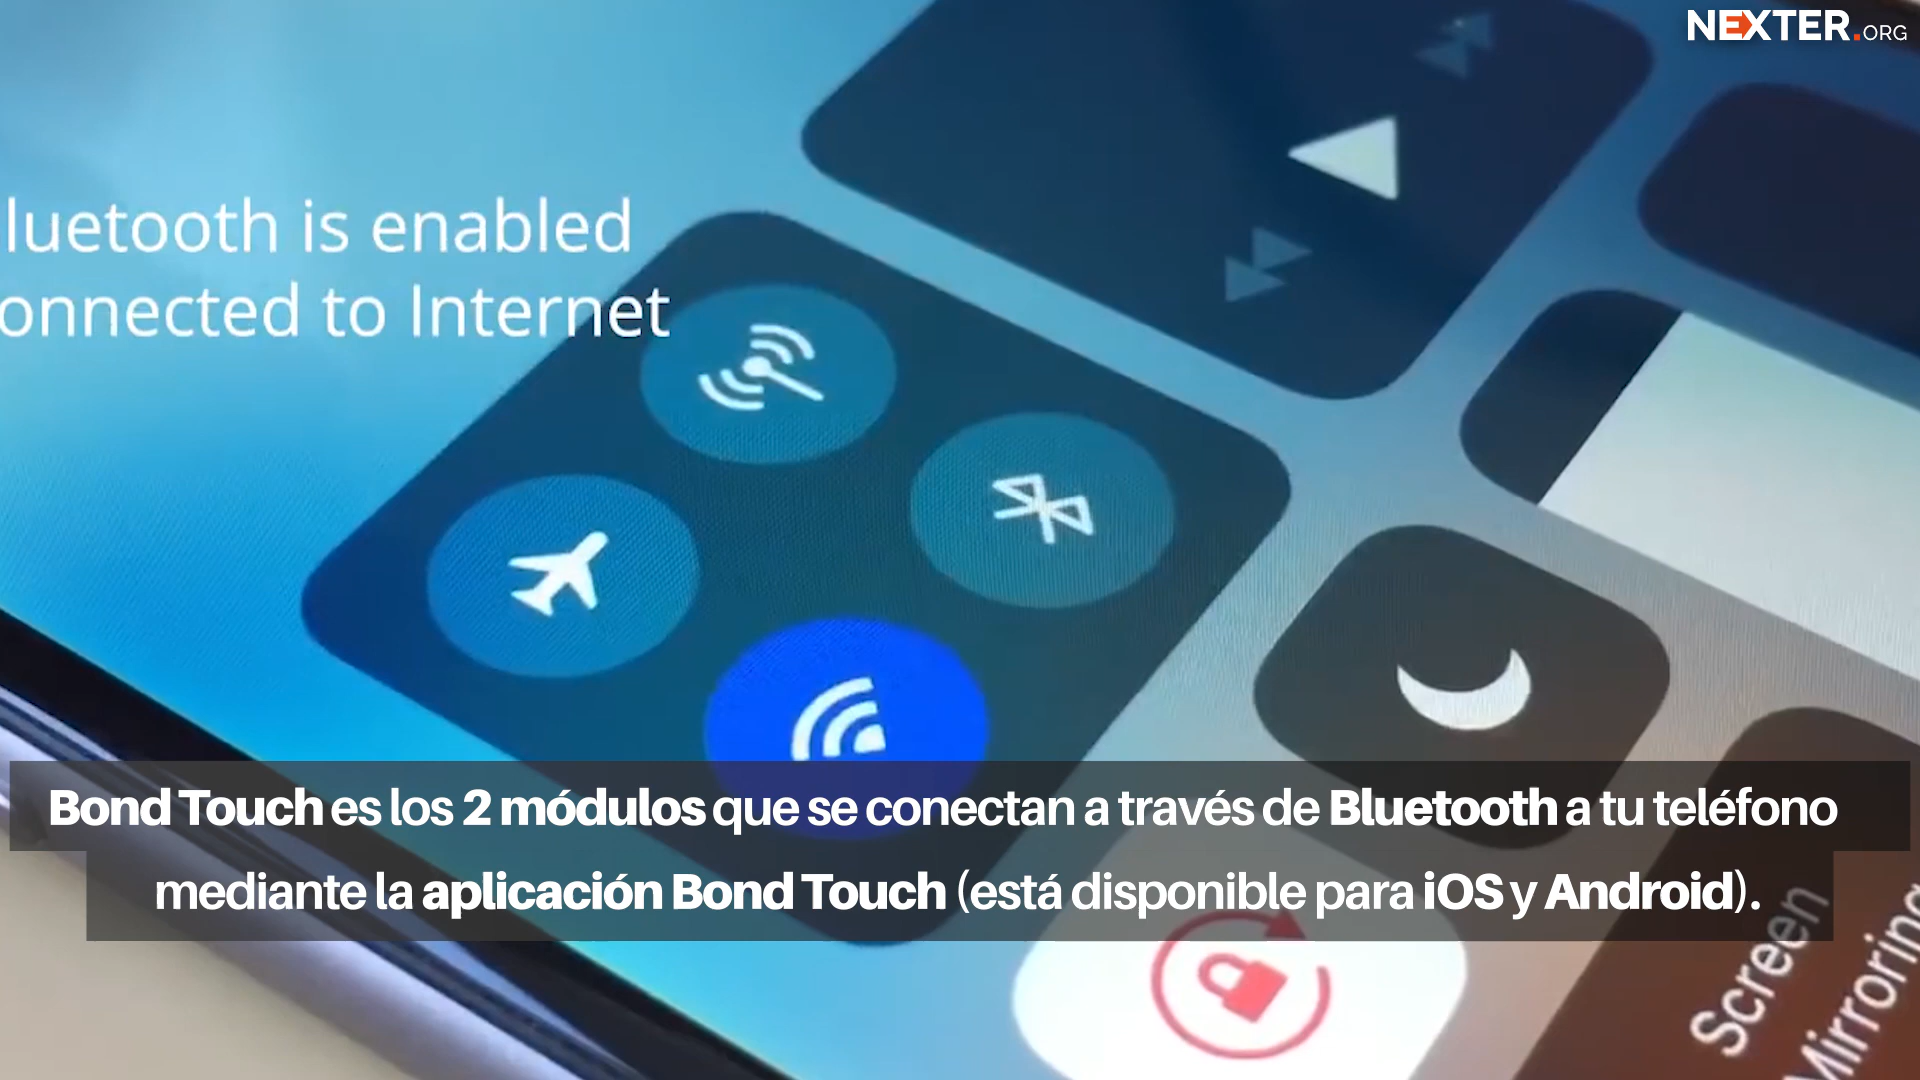 NEXTER.ORG
luetooth is enabled
onnected to Internet
Bond Touch es los 2 módulos que se conectan a través de Bluetooth a tu teléfono
mediante la aplicación Bond Touch (está disponible para iOS y Android).
Screen
Mirroring